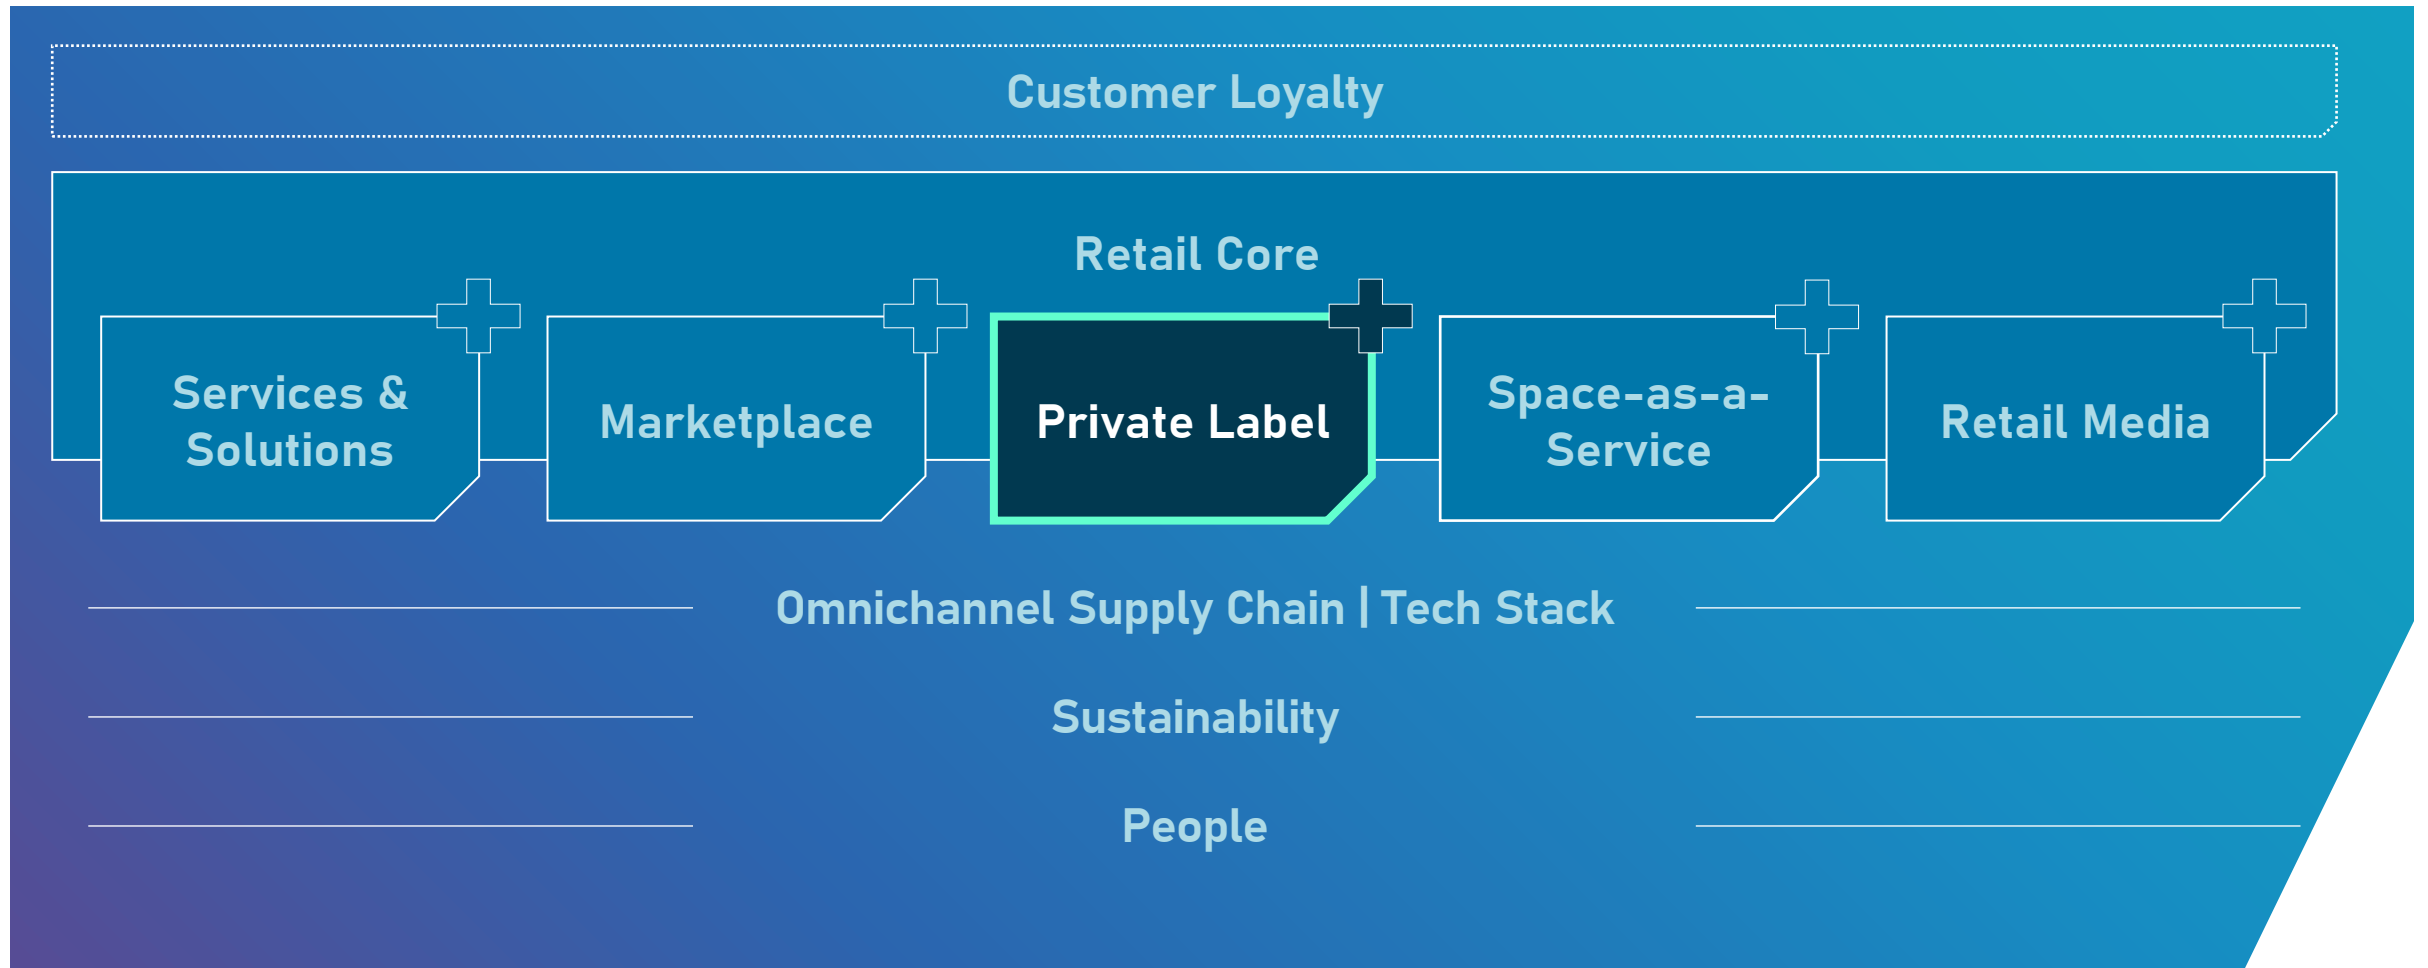 Customer Loyalty
Retail Core
Services &
Solutions
Marketplace
Private Label
Space-as-a-
Service
Retail Media
Omnichannel Supply Chain | Tech Stack
Sustainability
People